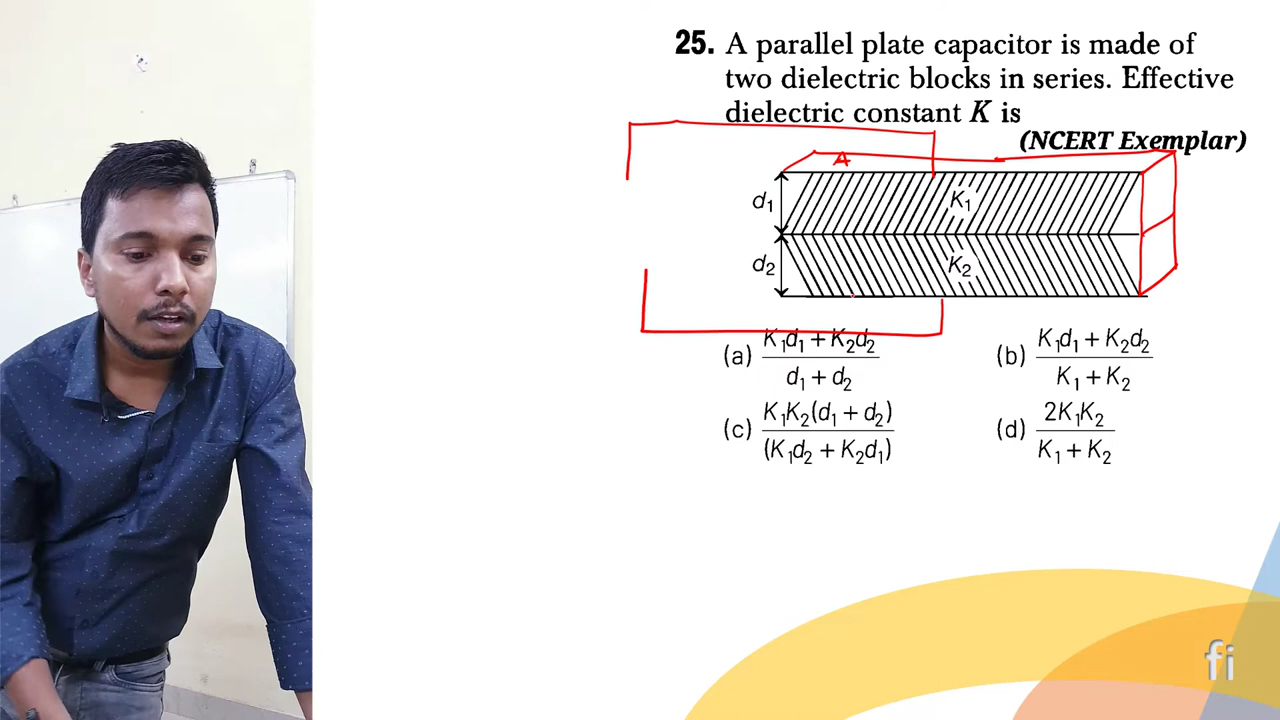 25. A parallel plate capacitor is made of
two dielectric blocks in series. Effective
dielectric constant K is
(NCERT Exemplar)
A
d₁ K₁
d₂ K₂
(a) K₁d₁ + K₂d₂ / d₁ + d₂ (b) K₁d₁ + K₂d₂ / K₁ + K₂
(c) K₁K₂(d₁ + d₂) / (K₁d₂ + K₂d₁) (d) 2K₁K₂ / K₁ + K₂
fi